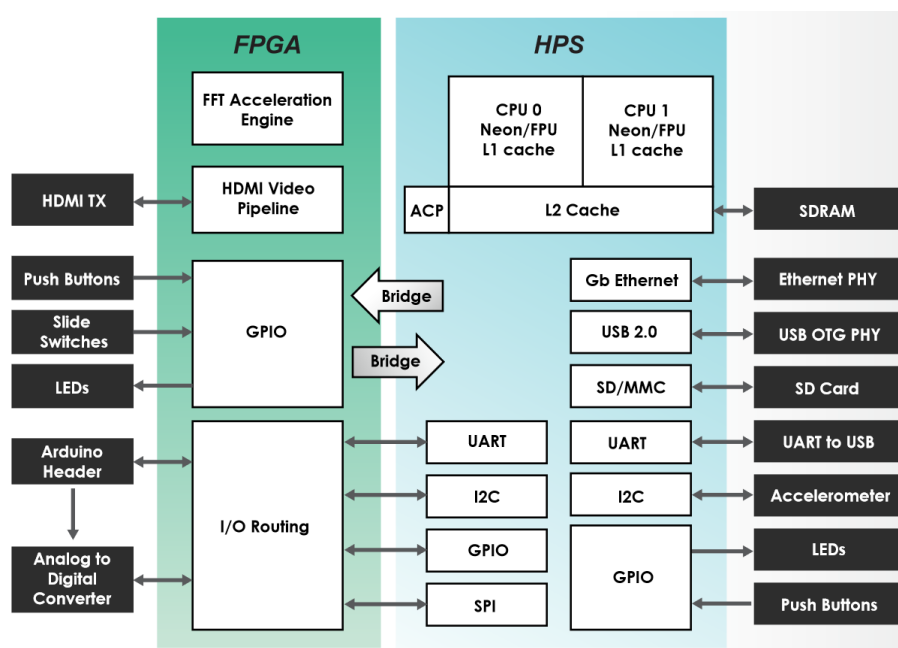 FPGA
HPS
FFT Acceleration
Engine
CPU 0
Neon/FPU
L1 cache
CPU 1
Neon/FPU
L1 cache
HDMI TX
HDMI Video
Pipeline
ACP
L2 Cache
SDRAM
Push Buttons
Slide
Switches
LEDs
GPIO
Bridge
Bridge
Gb Ethernet
Ethernet PHY
USB 2.0
USB OTG PHY
SD/MMC
SD Card
Arduino
Header
Analog to
Digital
Converter
I/O Routing
UART
I2C
GPIO
SPI
UART
UART to USB
I2C
Accelerometer
GPIO
LEDs
Push Buttons